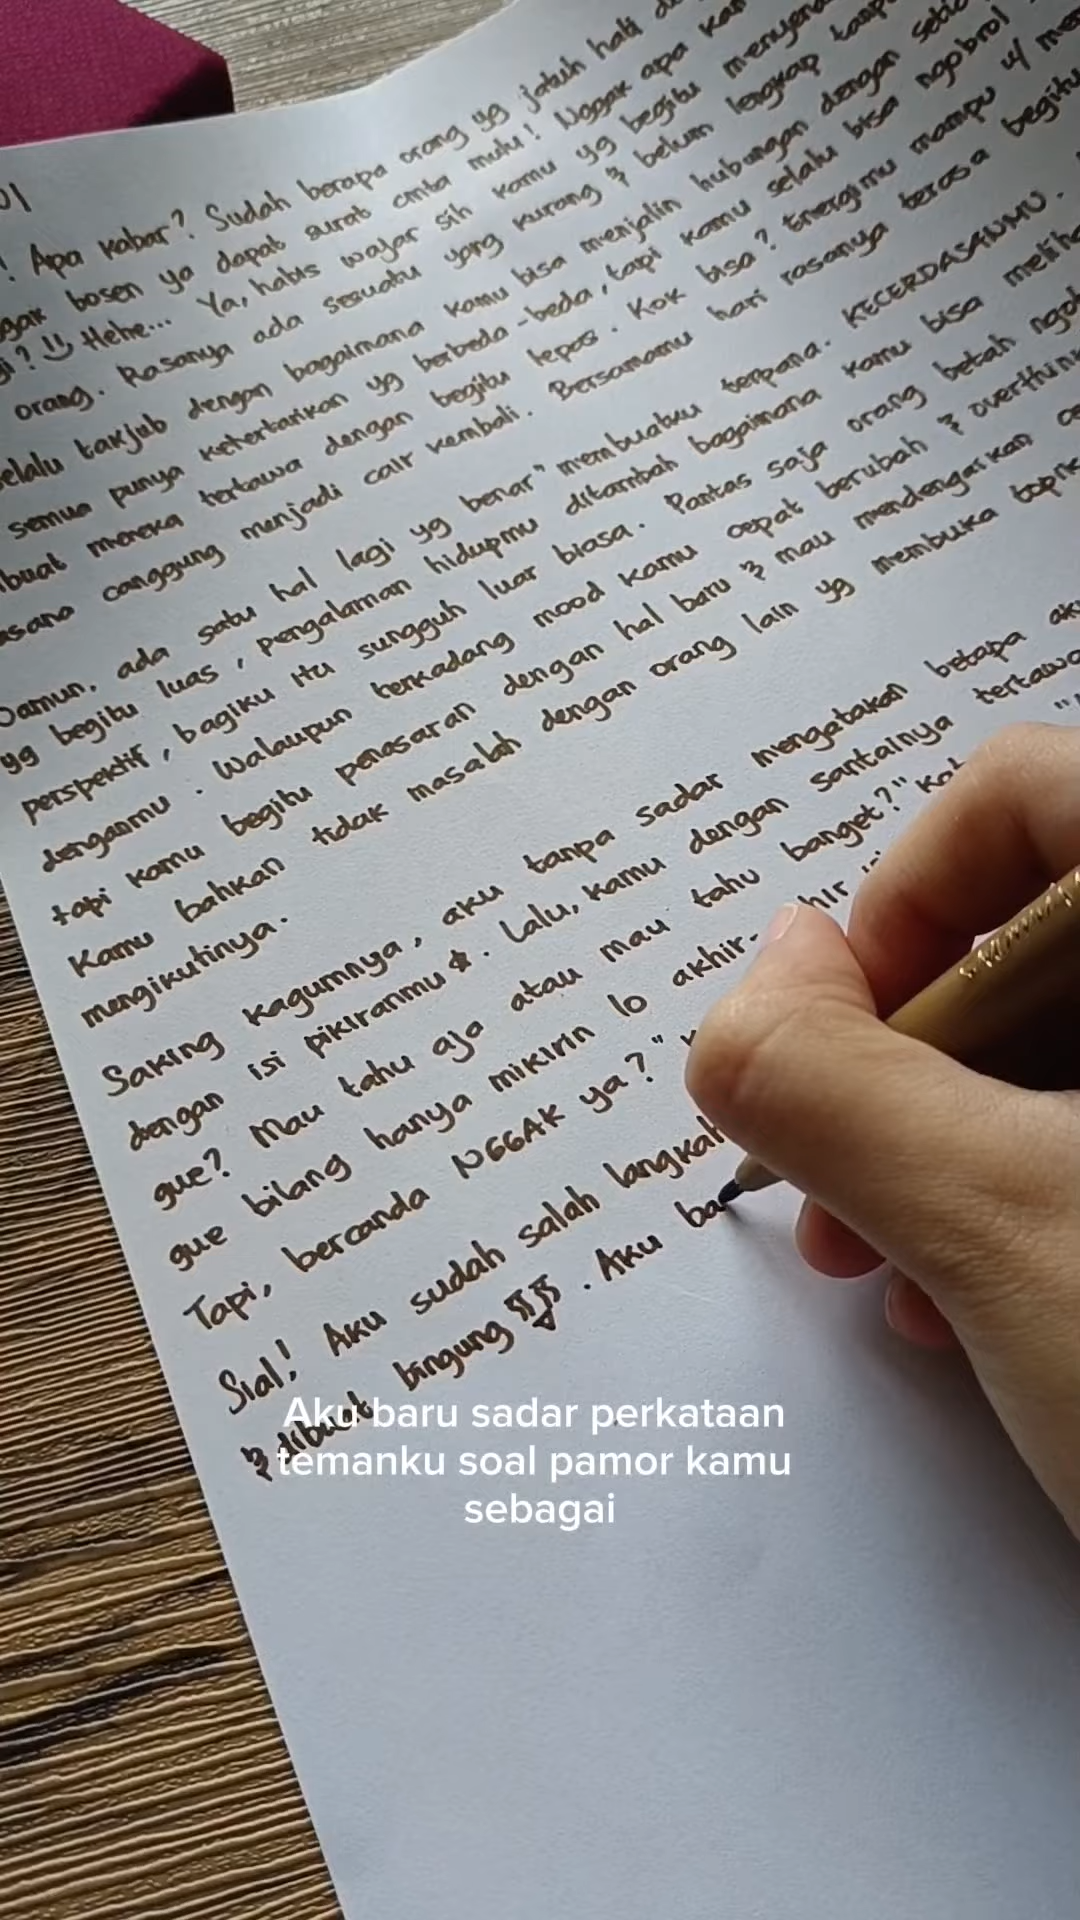 ! Apa kabar? Sudah berapa orang yg jatuh hati
bosen ya dapat surat cinta mulu! Nggak apa kan
? Hehe... Ya, habis wajar sih kamu yg begitu
orang. Rasanya ada sesuatu yang kurang & belum lengkap
selalu takjub dengan bagaimana kamu bisa menjalin hubungan dengan
semua punya ketertarikan yg berbeda-beda, tapi kamu selalu bisa ngobrol
buat mereka tertawa dengan begitu lepas. Kok bisa? Energimu mampu u/
canggung menjadi cair kembali. Bersamamu hari rasanya terasa begitu
Namun, ada satu hal lagi yg benar" membuatku terpana. KECERDASANMU.
yg begitu luas, pengalaman hidupmu ditambah bagaimana kamu bisa
perspektif, bagiku itu sungguh luar biasa. Pantas saja orang betah
denganmu. Walaupun terkadang mood kamu cepat berubah &
tapi kamu begitu penasaran dengan hal baru & mau mendengarkan
Kamu bahkan tidak masalah dengan orang lain yg membuka topik
mengikutinya.
Saking kagumnya, aku tanpa sadar mengatakan betapa
dengan isi pikiranmu. Lalu, kamu dengan santainya
gue? Mau tahu aja atau mau tahu banget?"
gue bilang hanya mikirin lo akhir-
Tapi, bercanda NGGAK ya?"
Sial! Aku sudah salah langkah
& dibuat bingung. Aku ba
Aku baru sadar perkataan
temanku soal pamor kamu
sebagai